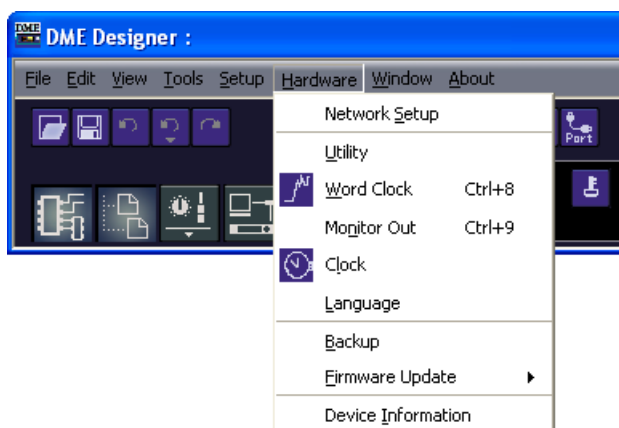 DME Designer :
File Edit View Tools Setup Hardware Window About
Network Setup
Port
Utility
Word Clock Ctrl+8
Monitor Out Ctrl+9
Clock
Language
Backup
Firmware Update
Device Information